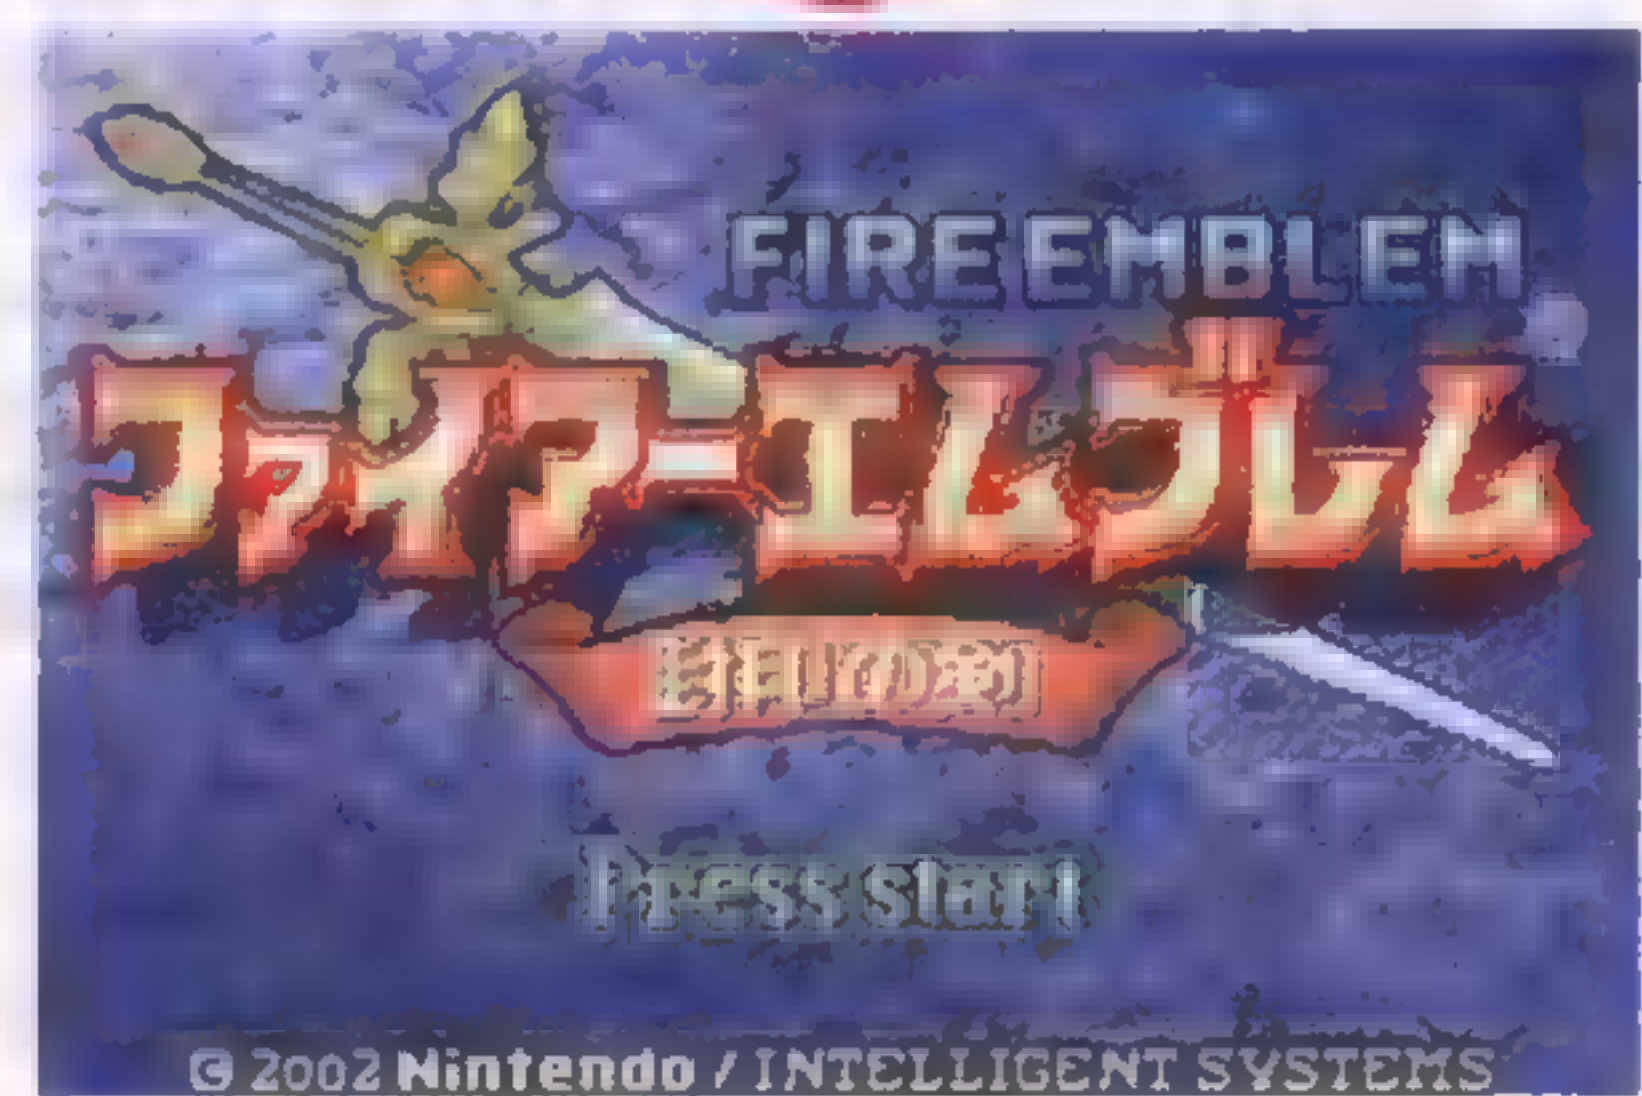 FIRE EMBLEM
ファイアーエムブレム
Press Start
© 2002 Nintendo / INTELLIGENT SYSTEMS